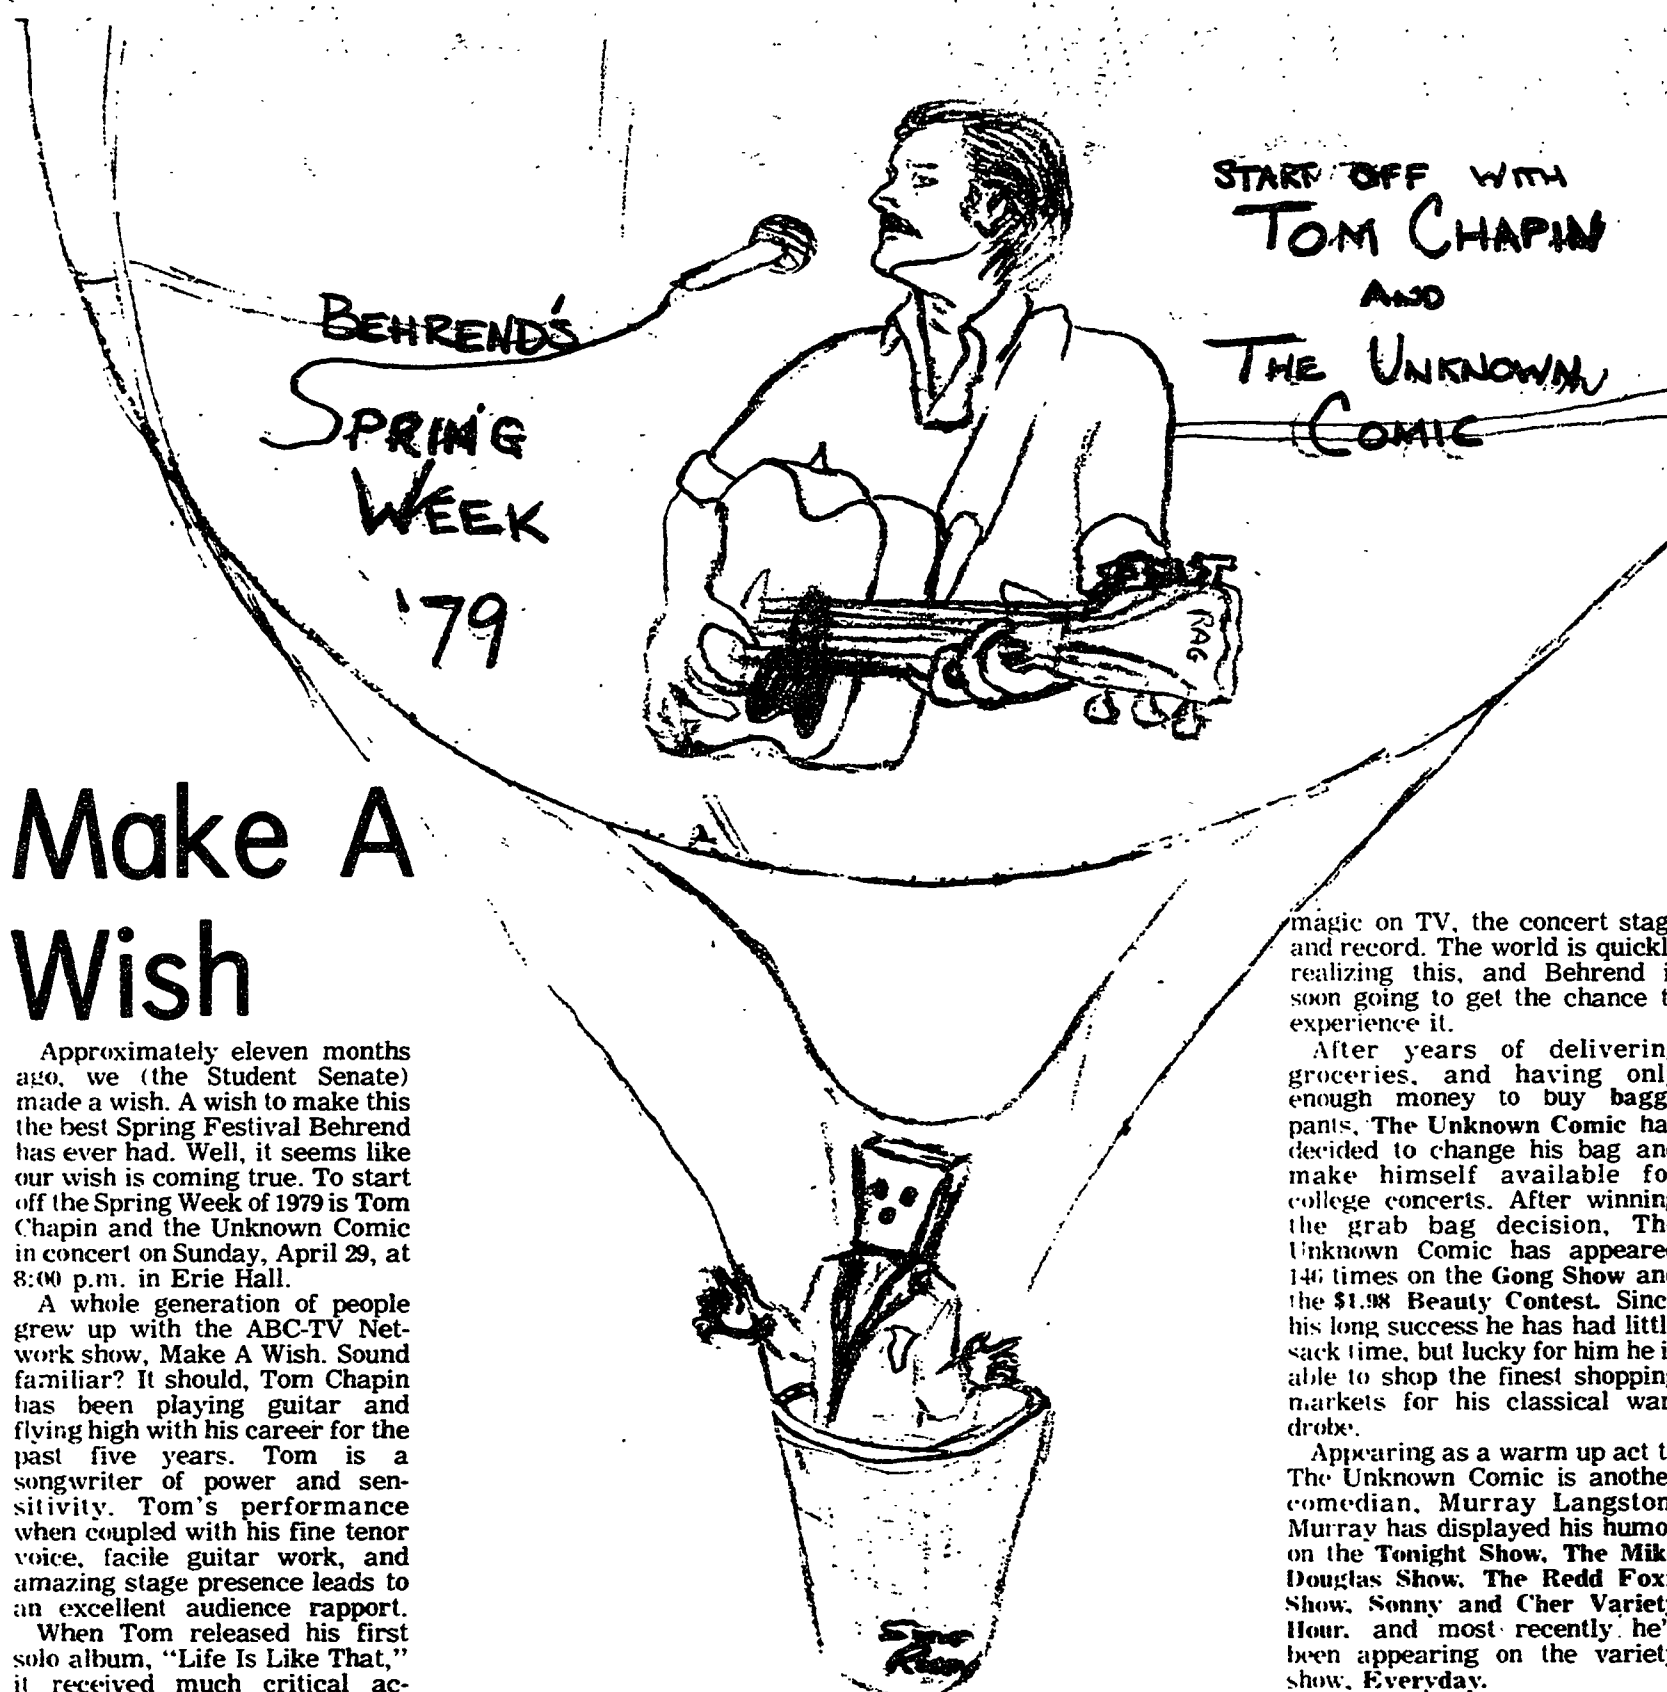 BEHREND'S
SPRING
WEEK
'79
START OFF WITH
TOM CHAPIN
AND
THE UNKNOWN
COMIC
RAG
Make A
Wish
Approximately eleven months
ago, we (the Student Senate)
made a wish. A wish to make this
the best Spring Festival Behrend
has ever had. Well, it seems like
our wish is coming true. To start
off the Spring Week of 1979 is Tom
Chapin and the Unknown Comic
in concert on Sunday, April 29, at
8:00 p.m. in Erie Hall.
A whole generation of people
grew up with the ABC-TV Net-
work show, Make A Wish. Sound
familiar? It should, Tom Chapin
has been playing guitar and
flying high with his career for the
past five years. Tom is a
songwriter of power and sen-
sitivity. Tom's performance
when coupled with his fine tenor
voice, facile guitar work, and
amazing stage presence leads to
an excellent audience rapport.
When Tom released his first
solo album, "Life Is Like That,"
it received much critical ac-
magic on TV, the concert stag
and record. The world is quickl
realizing this, and Behrend i
soon going to get the chance t
experience it.
After years of deliverin
groceries, and having onl
enough money to buy bagg
pants, The Unknown Comic ha
decided to change his bag an
make himself available fo
college concerts. After winnin
the grab bag decision, Th
Unknown Comic has appeare
146 times on the Gong Show an
the $1.98 Beauty Contest. Sinc
his long success he has had littl
sack time, but lucky for him he i
able to shop the finest shoppin
markets for his classical war
drobe.
Appearing as a warm up act t
The Unknown Comic is anothe
comedian, Murray Langston
Murray has displayed his humo
on the Tonight Show, The Mik
Douglas Show, The Redd Fox
Show, Sonny and Cher Variet
Hour, and most recently he'
been appearing on the variet
show, Everyday.